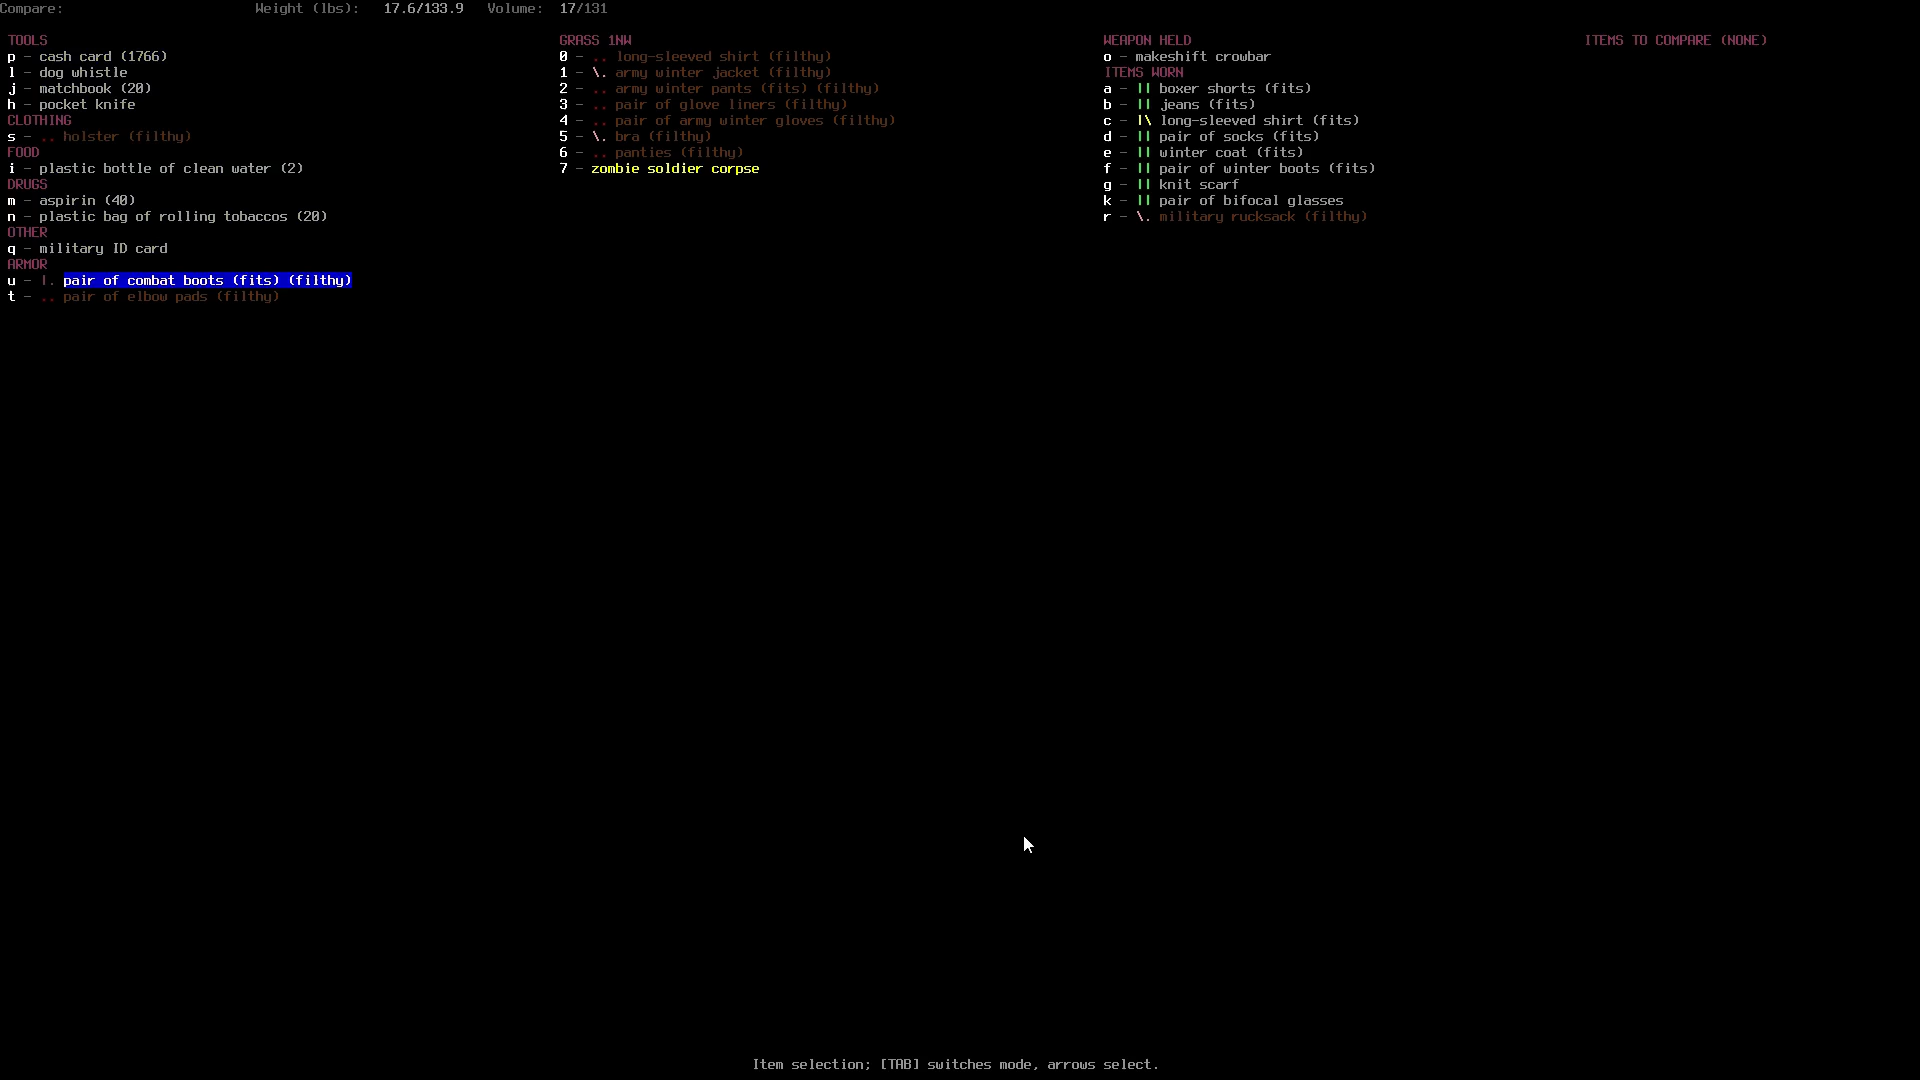 Compare: Weight (lbs): 17.6/133.9 Volume: 17/131
TOOLS
p - cash card (1766)
l - dog whistle
j - matchbook (20)
h - pocket knife
CLOTHING
s - .. holster (filthy)
FOOD
i - plastic bottle of clean water (2)
DRUGS
m - aspirin (40)
n - plastic bag of rolling tobaccos (20)
OTHER
q - military ID card
ARMOR
u - |. pair of combat boots (fits) (filthy)
t - .. pair of elbow pads (filthy)
GRASS 1NW
0 - .. long-sleeved shirt (filthy)
1 - \. army winter jacket (filthy)
2 - .. army winter pants (fits) (filthy)
3 - .. pair of glove liners (filthy)
4 - .. pair of army winter gloves (filthy)
5 - \. bra (filthy)
6 - .. panties (filthy)
7 - zombie soldier corpse
WEAPON HELD
o - makeshift crowbar
ITEMS WORN
a - || boxer shorts (fits)
b - || jeans (fits)
c - |\ long-sleeved shirt (fits)
d - || pair of socks (fits)
e - || winter coat (fits)
f - || pair of winter boots (fits)
g - || knit scarf
k - || pair of bifocal glasses
r - \. military rucksack (filthy)
ITEMS TO COMPARE (NONE)
Item selection; [TAB] switches mode, arrows select.